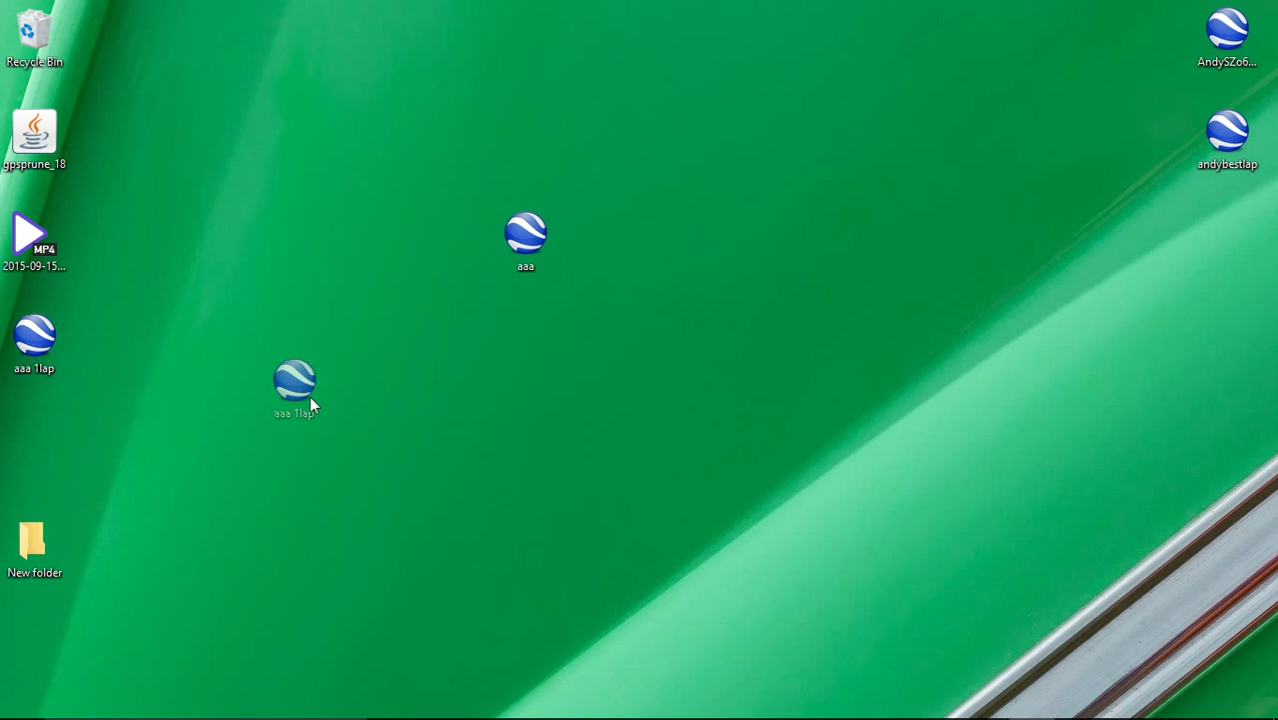 Recycle Bin
AndySZo6...
gpsprune_18
andybestlap
MP4
2015-09-15...
aaa
aaa 1lap
aaa 1lap
New folder